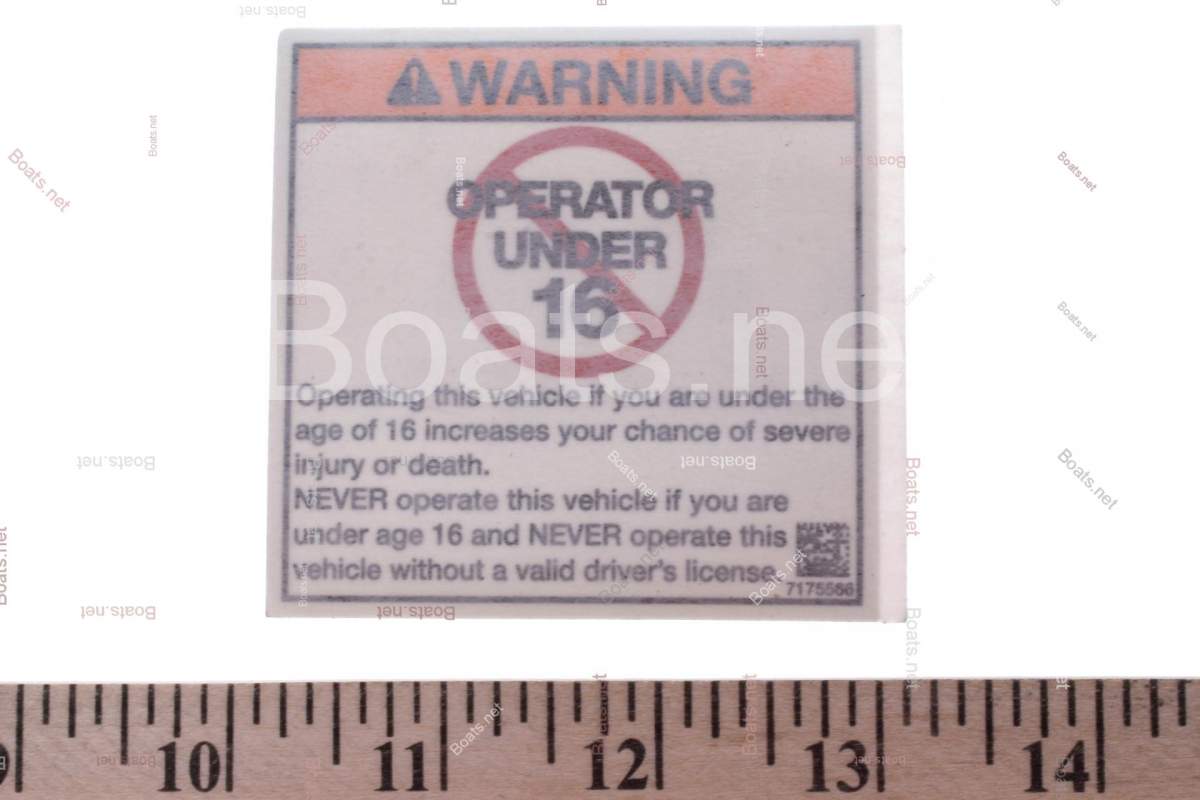 WARNING
OPERATOR
UNDER
16
Boats.net
Operating this vehicle if you are under the
age of 16 increases your chance of severe
injury or death.
NEVER operate this vehicle if you are
under age 16 and NEVER operate this
vehicle without a valid driver's license.
7175566
9 10 11 12 13 14